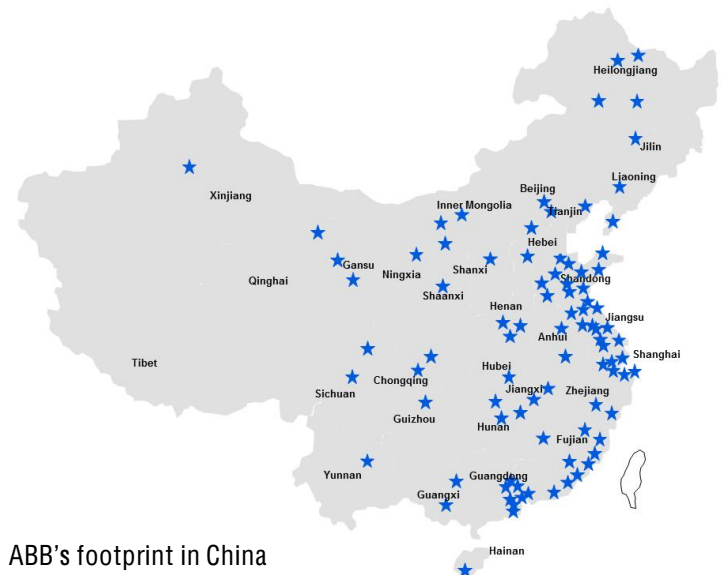 Heilongjiang
Jilin
Liaoning
Beijing
Xinjiang
Inner Mongolia
Tianjin
Hebei
Gansu
Shanxi
Ningxia
Qinghai
Shandong
Shaanxi
Henan
Jiangsu
Anhui
Shanghai
Tibet
Hubei
Chongqing
Jiangxi
Zhejiang
Sichuan
Guizhou
Hunan
Fujian
Yunnan
Guangdong
Guangxi
Hainan
ABB's footprint in China